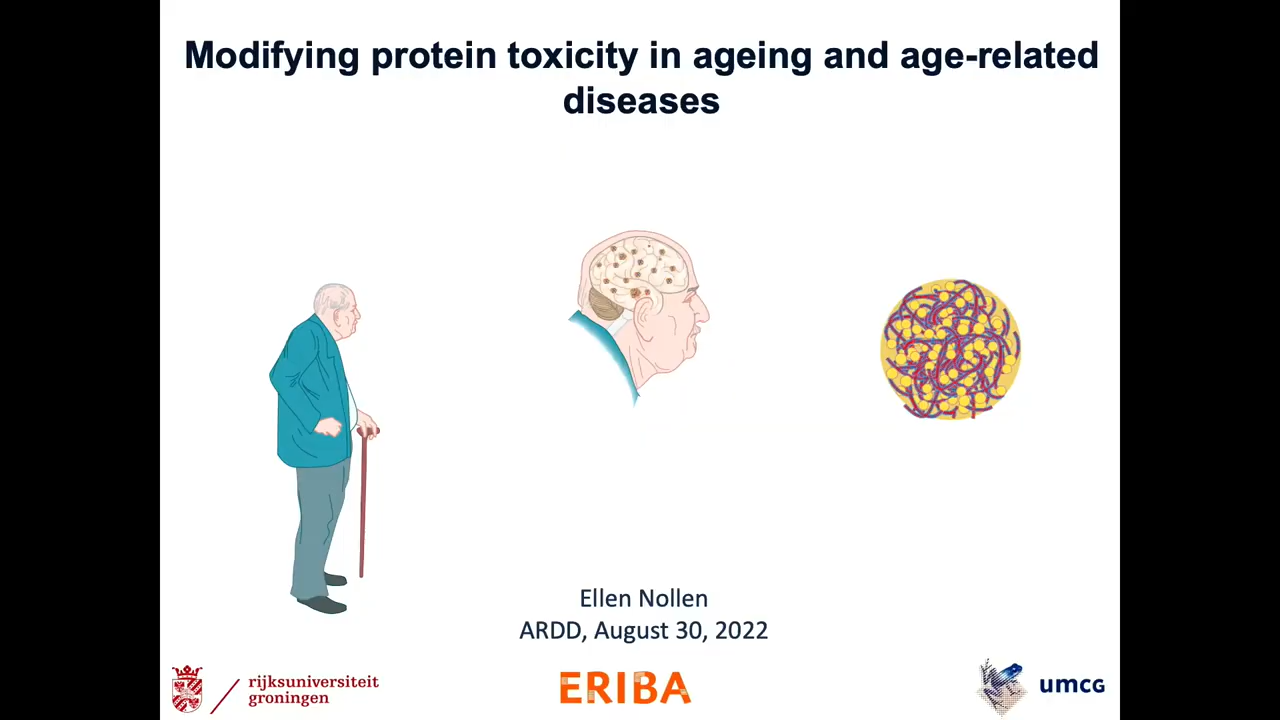 Modifying protein toxicity in ageing and age-related
diseases
Ellen Nollen
ARDD, August 30, 2022
rijksuniversiteit
groningen
ERIBA
umcg